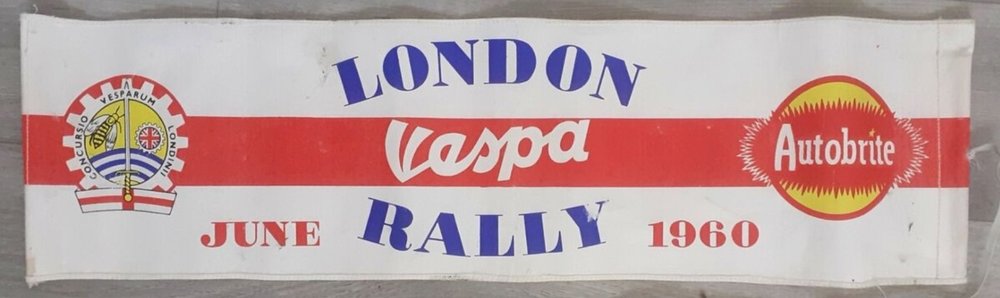 LONDON
CONCURSIO VESPARUM LONDINII
Vespa
Autobrite
JUNE RALLY 1960